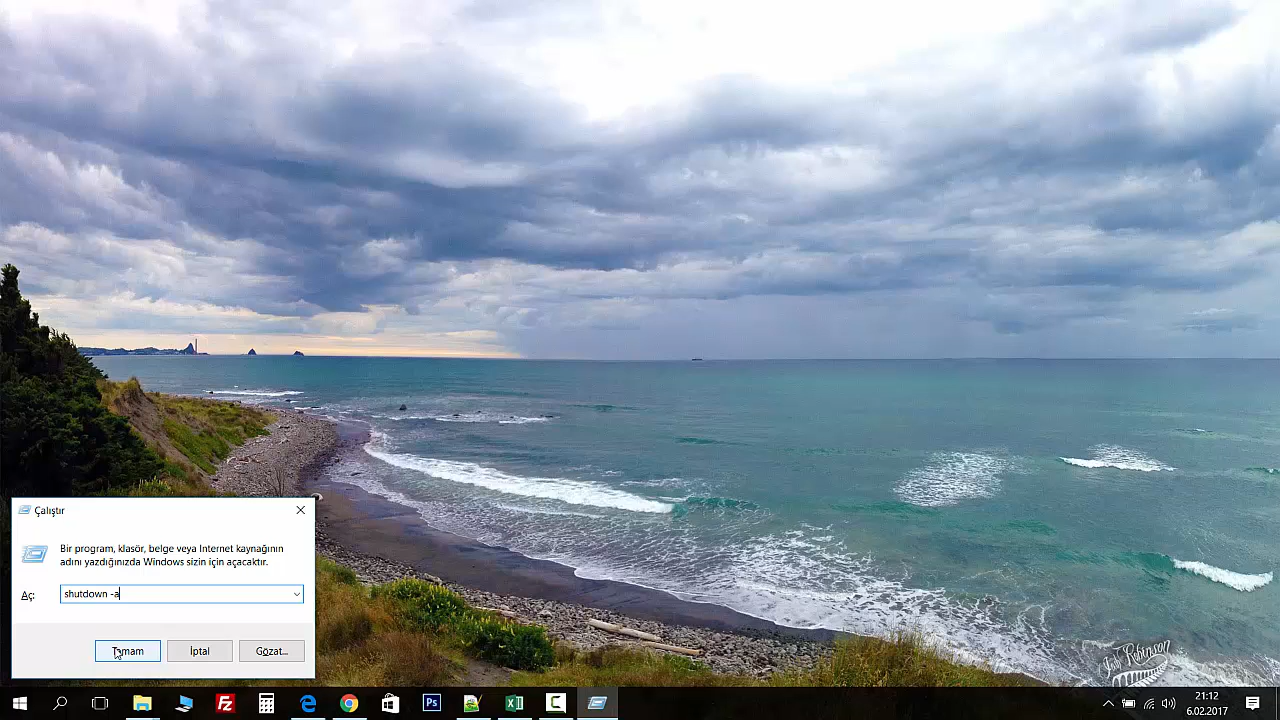 Çalıştır
Bir program, klasör, belge veya Internet kaynağının
adını yazdığınızda Windows sizin için açacaktır.
Aç: shutdown -a
Tamam İptal Gözat...
Ps
21:12
6.02.2017